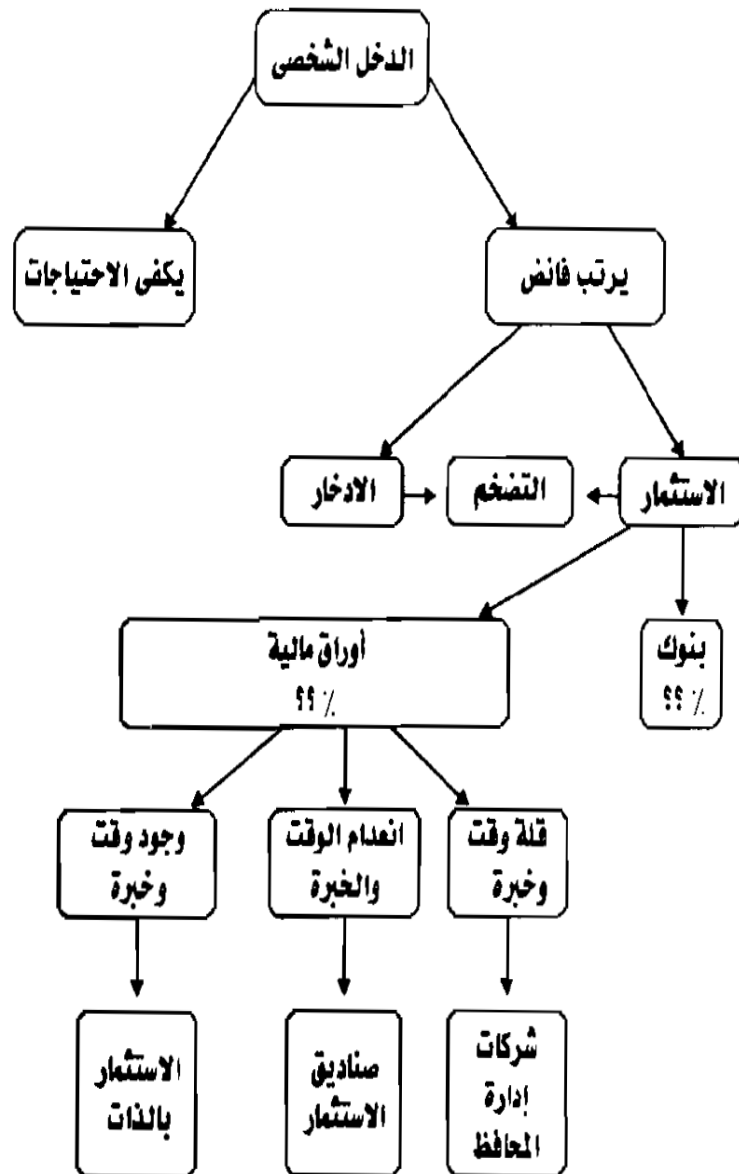 الدخل الشخصى
يرتب فائض
يكفى الاحتياجات
الاستثمار
التضخم
الادخار
بنوك
٪ ؟؟
أوراق مالية
٪ ؟؟
قلة وقت
وخبرة
انعدام الوقت
والخبرة
وجود وقت
وخبرة
شركات
إدارة
المحافظ
صناديق
الاستثمار
الاستثمار
بالذات